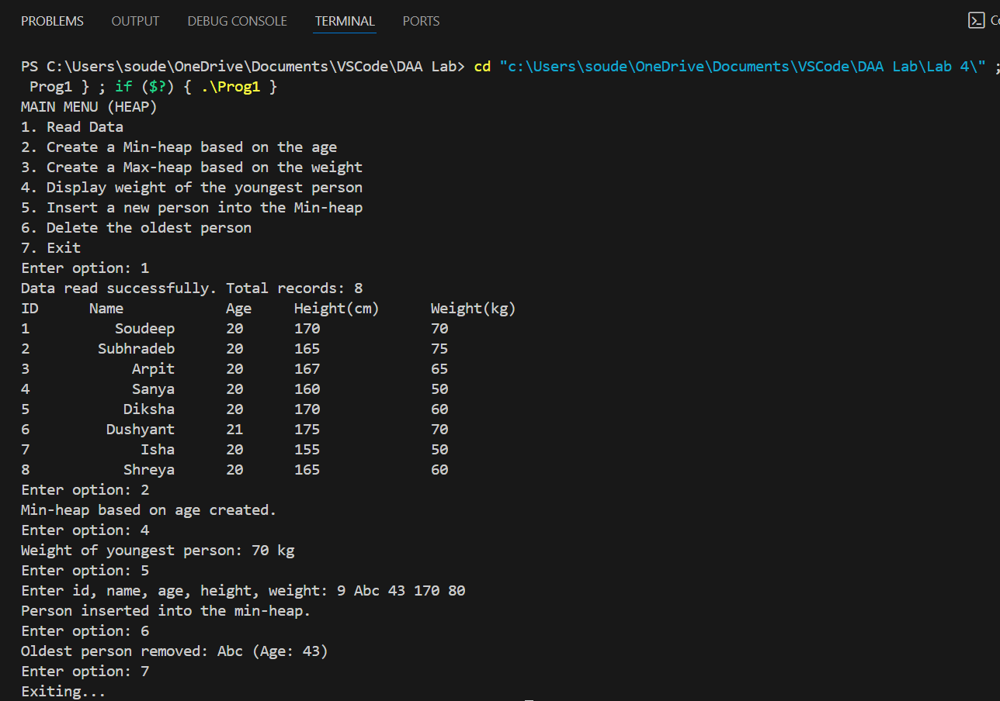 PROBLEMS OUTPUT DEBUG CONSOLE TERMINAL PORTS
PS C:\Users\soude\OneDrive\Documents\VSCode\DAA Lab> cd "c:\Users\soude\OneDrive\Documents\VSCode\DAA Lab\Lab 4\" ;
Prog1 } ; if ($?) { .\Prog1 }
MAIN MENU (HEAP)
1. Read Data
2. Create a Min-heap based on the age
3. Create a Max-heap based on the weight
4. Display weight of the youngest person
5. Insert a new person into the Min-heap
6. Delete the oldest person
7. Exit
Enter option: 1
Data read successfully. Total records: 8
ID Name Age Height(cm) Weight(kg)
1 Soudeep 20 170 70
2 Subhradeb 20 165 75
3 Arpit 20 167 65
4 Sanya 20 160 50
5 Diksha 20 170 60
6 Dushyant 21 175 70
7 Isha 20 155 50
8 Shreya 20 165 60
Enter option: 2
Min-heap based on age created.
Enter option: 4
Weight of youngest person: 70 kg
Enter option: 5
Enter id, name, age, height, weight: 9 Abc 43 170 80
Person inserted into the min-heap.
Enter option: 6
Oldest person removed: Abc (Age: 43)
Enter option: 7
Exiting...